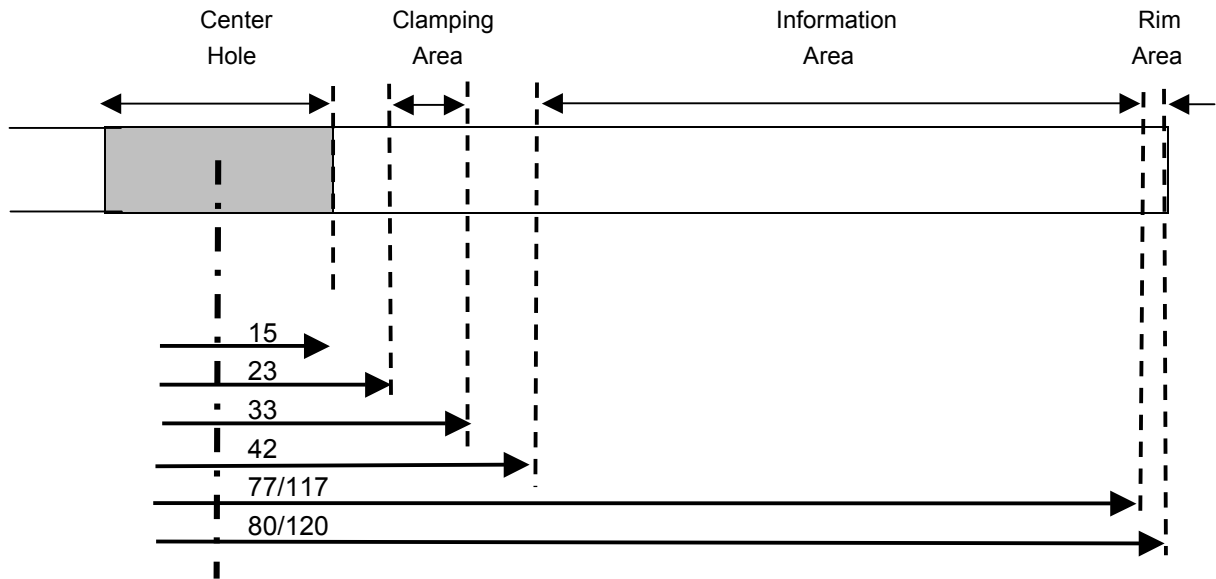 Center Hole
Clamping Area
Information Area
Rim Area
15
23
33
42
77/117
80/120